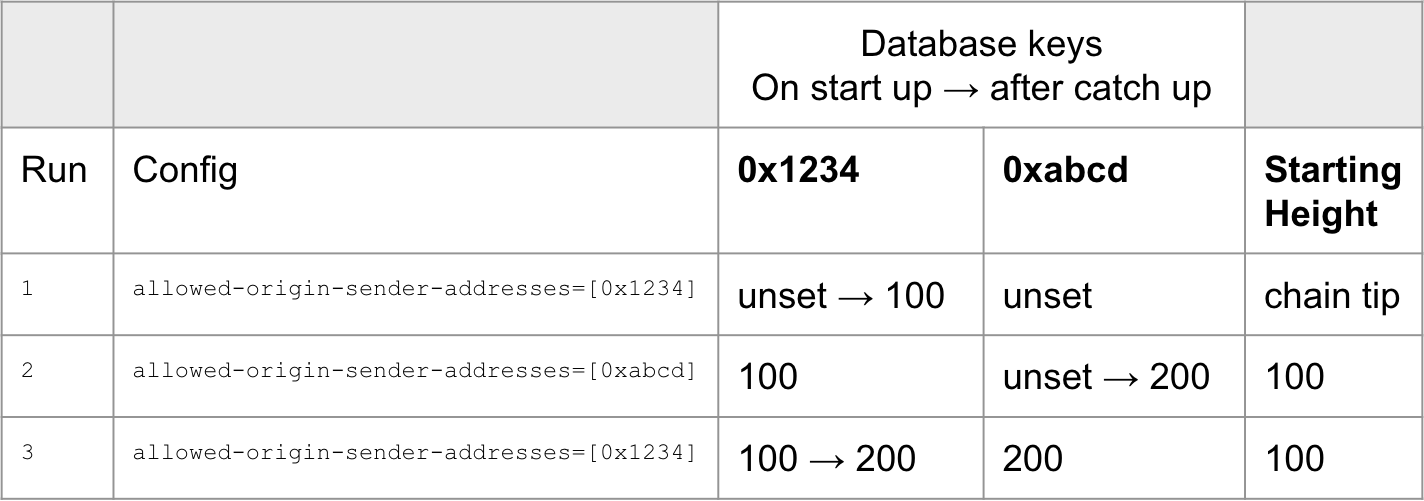 Database keys
On start up → after catch up
Run Config 0x1234 0xabcd Starting
Height
1 allowed-origin-sender-addresses=[0x1234] unset → 100 unset chain tip
2 allowed-origin-sender-addresses=[0xabcd] 100 unset → 200 100
3 allowed-origin-sender-addresses=[0x1234] 100 → 200 200 100